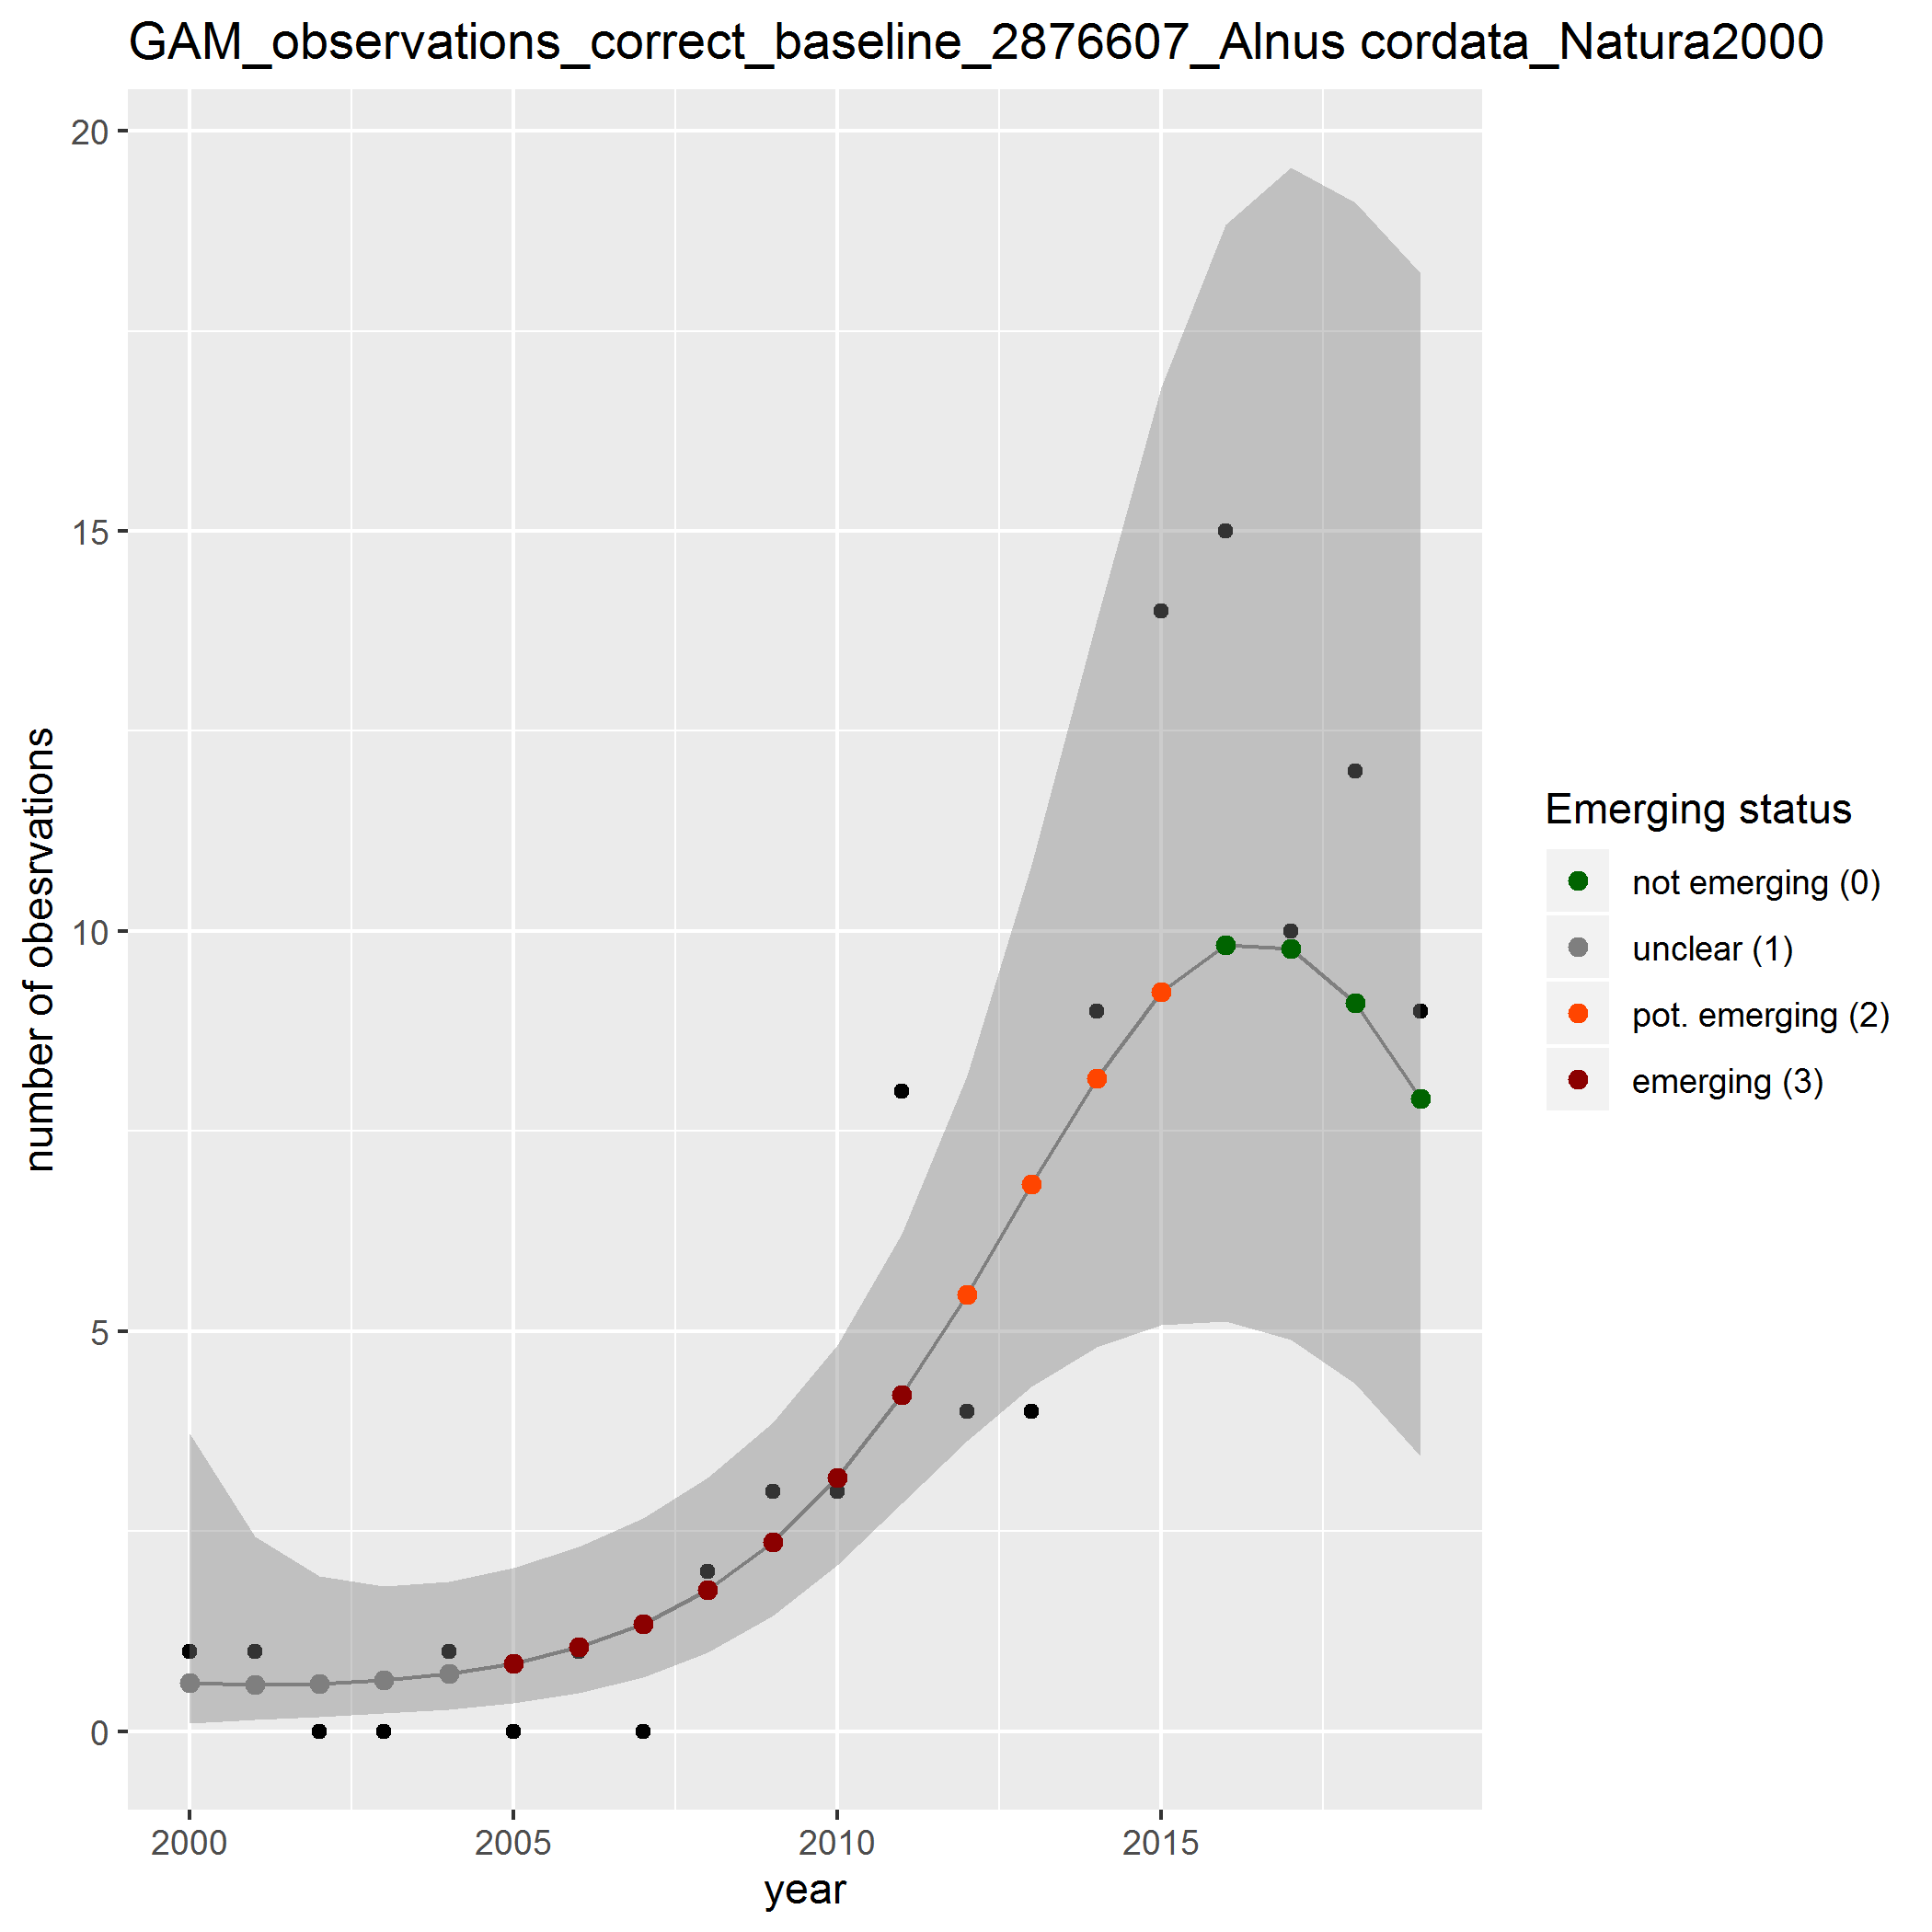 GAM_observations_correct_baseline_2876607_Alnus cordata_Natura2000
20
15
10
5
0
number of obesrvations
2000
2005
2010
2015
year
Emerging status
not emerging (0)
unclear (1)
pot. emerging (2)
emerging (3)